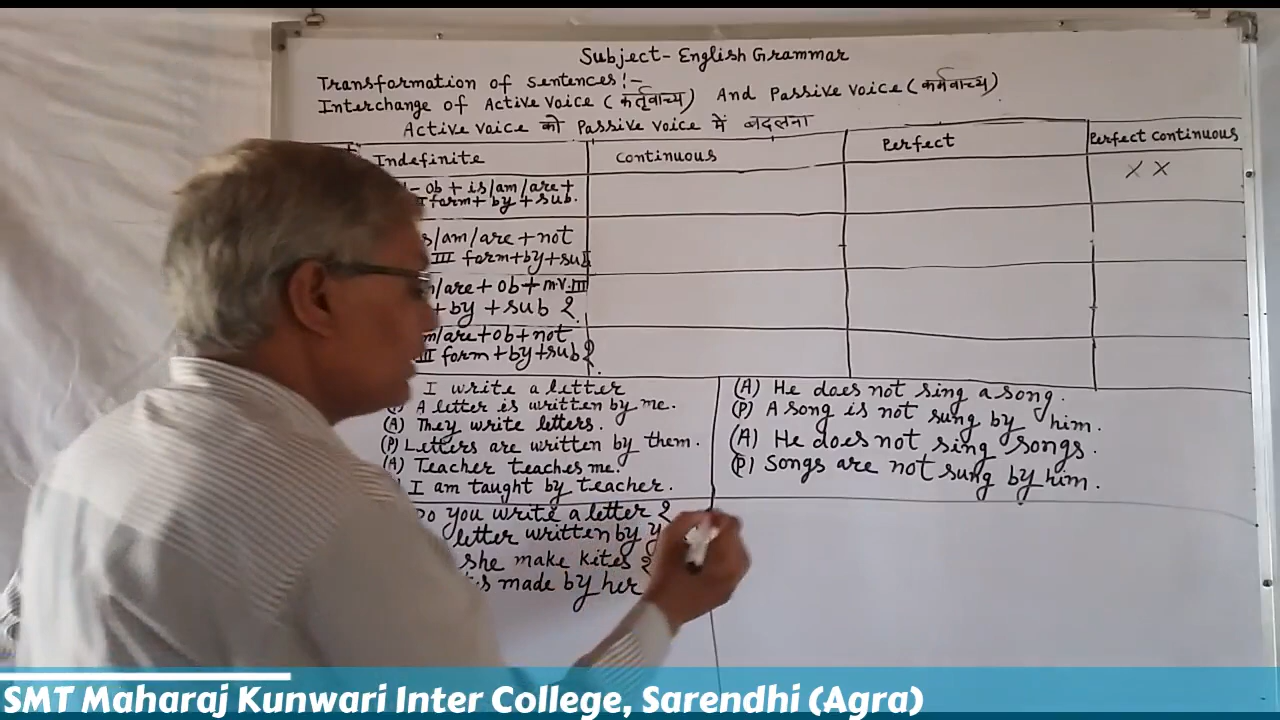 Subject- English Grammar
Transformation of sentences:-
Interchange of Active voice (कर्तृवाच्य) And Passive voice (कर्मवाच्य)
Active voice को Passive voice में बदलना
Indefinite
Continuous
Perfect
Perfect continuous
- ob + is/am/are +
form + by + sub.
X X
/am/are + not
III form+by+sub
/are + ob + m.v. III
+ by + sub ?
/are+ob+not
III form+by+sub ?
I write a letter
A letter is written by me.
(A) They write letters.
(P) Letters are written by them.
(A) Teacher teaches me.
I am taught by teacher.
(A) He does not sing a song.
(P) A song is not sung by him.
(A) He does not sing songs.
(P) Songs are not sung by him.
Do you write a letter ?
letter written by
she make kites ?
made by her
SMT Maharaj Kunwari Inter College, Sarendhi (Agra)